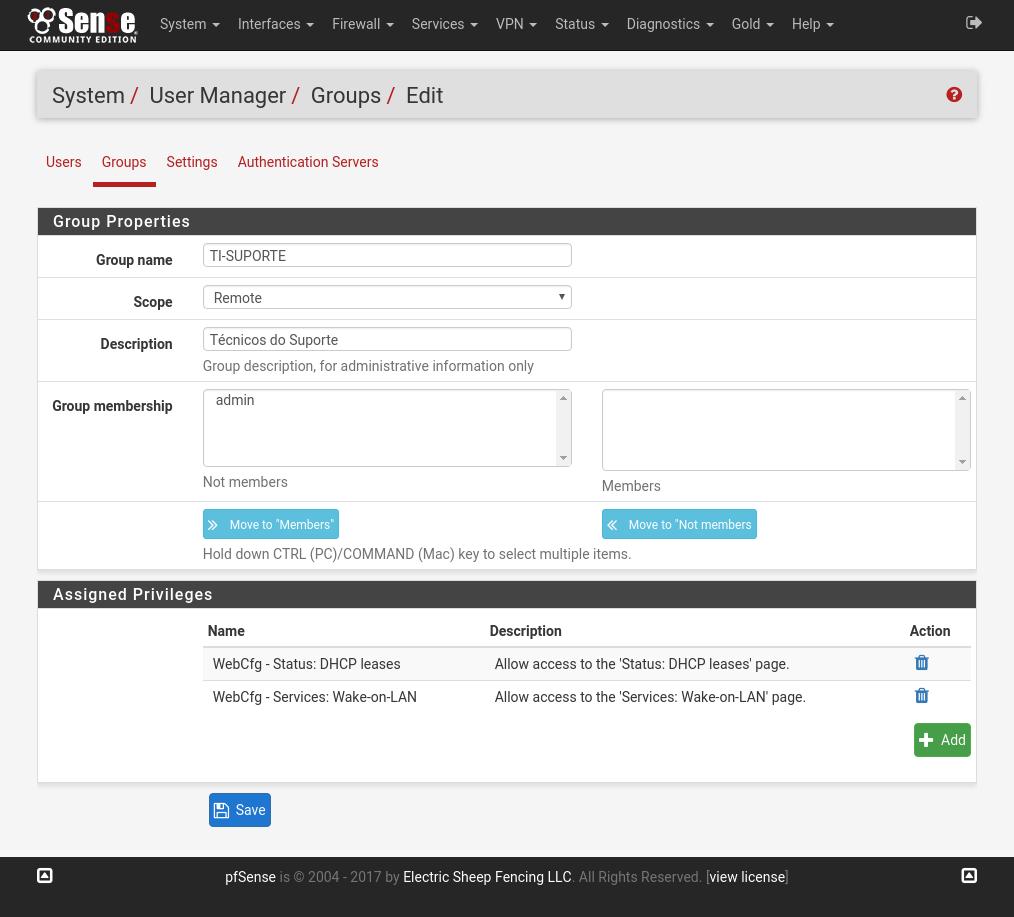 Sense
COMMUNITY EDITION
System Interfaces Firewall Services VPN Status Diagnostics Gold Help
System / User Manager / Groups / Edit
Users Groups Settings Authentication Servers
Group Properties
Group name TI-SUPORTE
Scope Remote
Description Técnicos do Suporte
Group description, for administrative information only
Group membership admin
Not members
Members
Move to "Members" Move to "Not members
Hold down CTRL (PC)/COMMAND (Mac) key to select multiple items.
Assigned Privileges
Name Description Action
WebCfg - Status: DHCP leases Allow access to the 'Status: DHCP leases' page.
WebCfg - Services: Wake-on-LAN Allow access to the 'Services: Wake-on-LAN' page.
Add
Save
pfSense is © 2004 - 2017 by Electric Sheep Fencing LLC. All Rights Reserved. [view license]